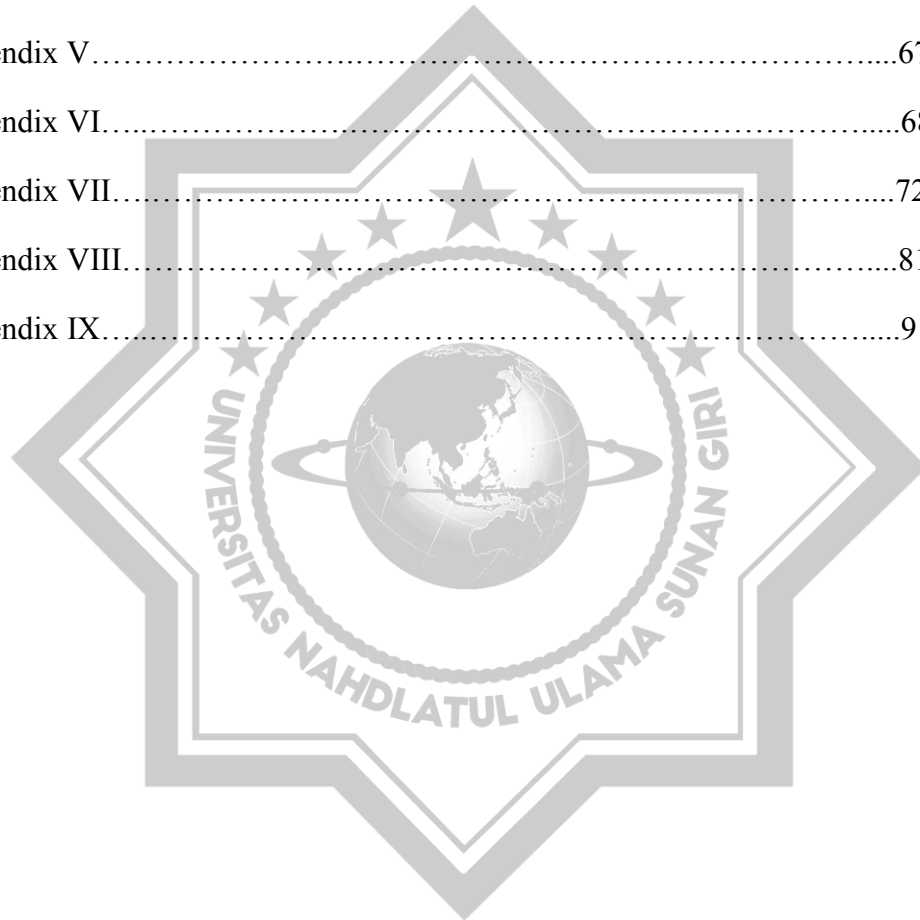 endix V…………………………………………………………………...67
endix VI…………………………………………………………………....68
endix VII…………………………………………………………………...72
endix VIII………………………………………………………………...81
endix IX…………………………………………………………………....9
UNIVERSITAS NAHDLATUL ULAMA SUNAN GIRI